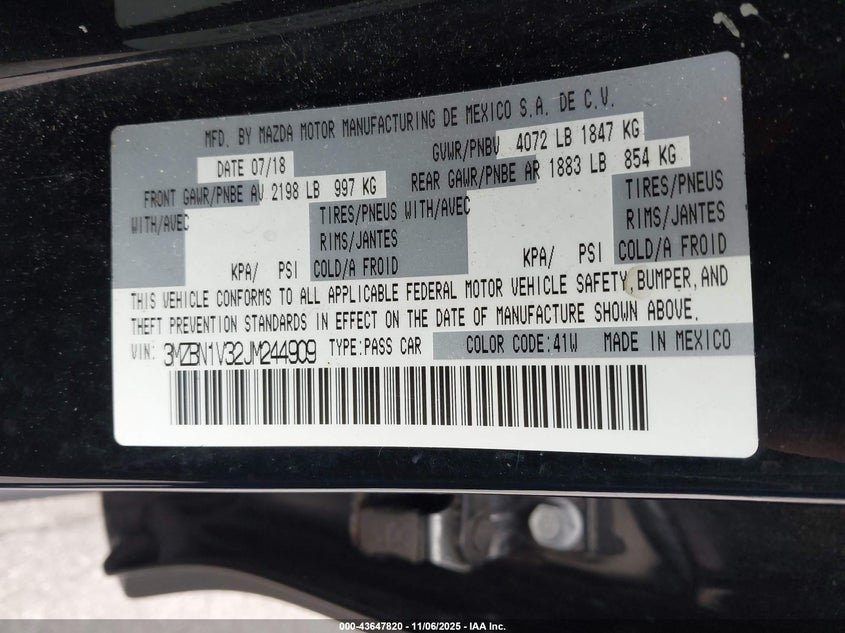 MFD. BY MAZDA MOTOR MANUFACTURING DE MEXICO S.A. DE C.V.
DATE 07/18 GVWR/PNBV 4072 LB 1847 KG
FRONT GAWR/PNBE AV 2198 LB 997 KG REAR GAWR/PNBE AR 1883 LB 854 KG
WITH/AVEC TIRES/PNEUS WITH/AVEC TIRES/PNEUS
RIMS/JANTES RIMS/JANTES
KPA/ PSI COLD/A FROID KPA/ PSI COLD/A FROID
THIS VEHICLE CONFORMS TO ALL APPLICABLE FEDERAL MOTOR VEHICLE SAFETY, BUMPER, AND
THEFT PREVENTION STANDARDS IN EFFECT ON THE DATE OF MANUFACTURE SHOWN ABOVE.
VIN: 3MZBN1V32JM244909 TYPE:PASS CAR COLOR CODE:41W MADE IN MEXICO
000-43647820 - 11/06/2025 - IAA Inc.